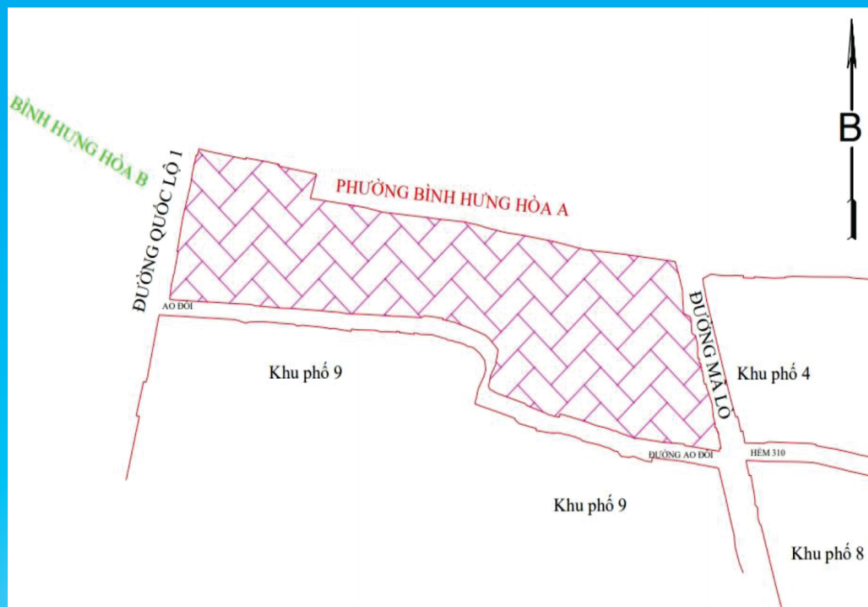 BÌNH HƯNG HÒA B
ĐƯỜNG QUỐC LỘ 1
PHƯỜNG BÌNH HƯNG HÒA A
B
AO ĐÔI
ĐƯỜNG MÃ LÒ
Khu phố 9
Khu phố 4
ĐƯỜNG AO ĐÔI
HẺM 310
Khu phố 9
Khu phố 8